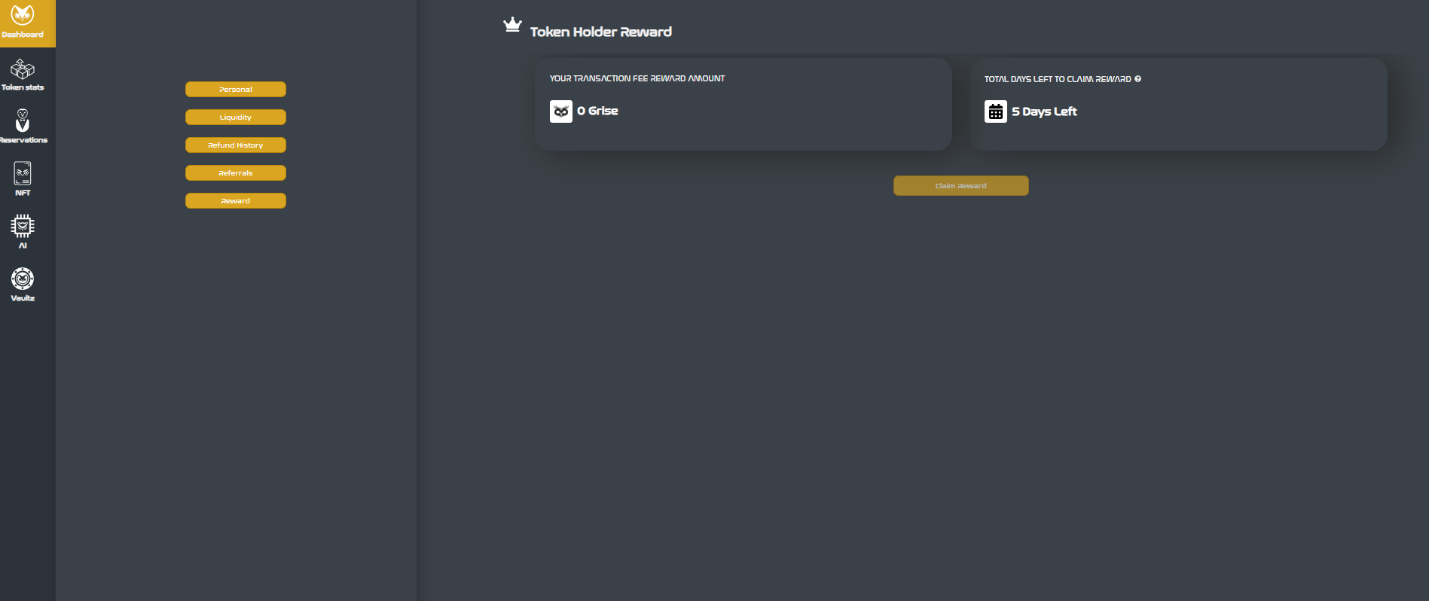 Dashboard
Token stats
Reservations
NFT
AI
Vaults
Personal
Liquidity
Refund History
Referrals
Reward
Token Holder Reward
YOUR TRANSACTION FEE REWARD AMOUNT
0 Grise
TOTAL DAYS LEFT TO CLAIM REWARD
5 Days Left
Claim Reward